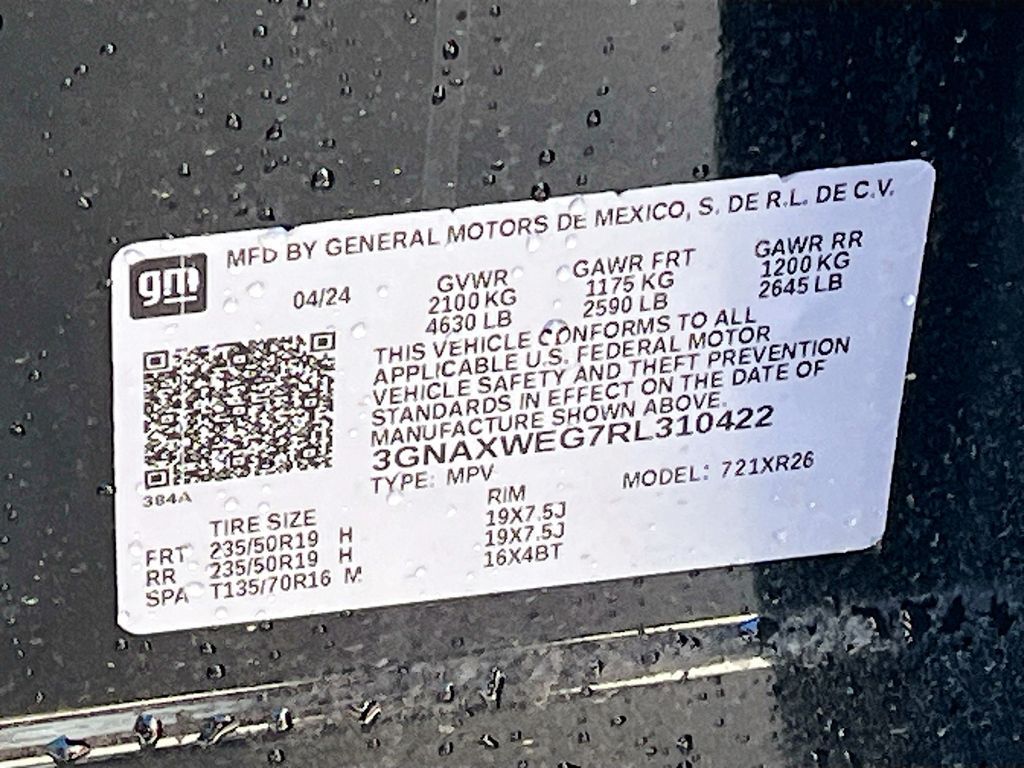 MFD BY GENERAL MOTORS DE MEXICO, S. DE R.L. DE C.V.
gm
04/24
GVWR
2100 KG
4630 LB
GAWR FRT
1175 KG
2590 LB
GAWR RR
1200 KG
2645 LB
THIS VEHICLE CONFORMS TO ALL
APPLICABLE U.S. FEDERAL MOTOR
VEHICLE SAFETY AND THEFT PREVENTION
STANDARDS IN EFFECT ON THE DATE OF
MANUFACTURE SHOWN ABOVE.
3GNAXWEG7RL310422
TYPE: MPV MODEL: 721XR26
384A
TIRE SIZE RIM
FRT 235/50R19 H 19X7.5J
RR 235/50R19 H 19X7.5J
SPA T135/70R16 M 16X4BT